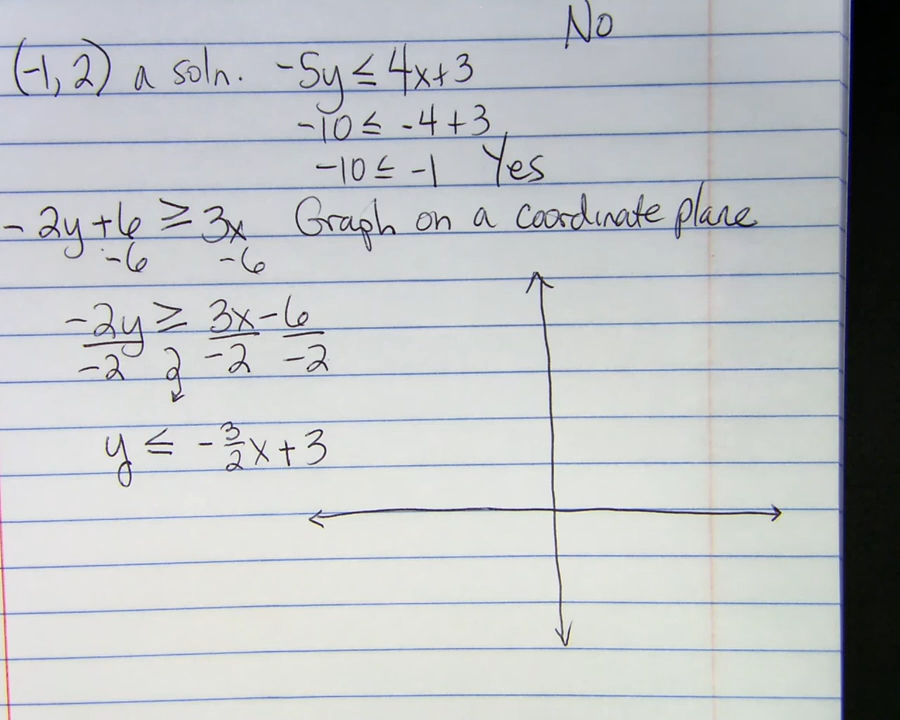 No
(-1, 2) a soln. -5y ≤ 4x+3
-10 ≤ -4+3
-10 ≤ -1 Yes
-2y+6 ≥ 3x Graph on a coordinate plane
-6 -6
-2y ≥ 3x-6
-2 -2 -2
y ≤ -3/2x+3